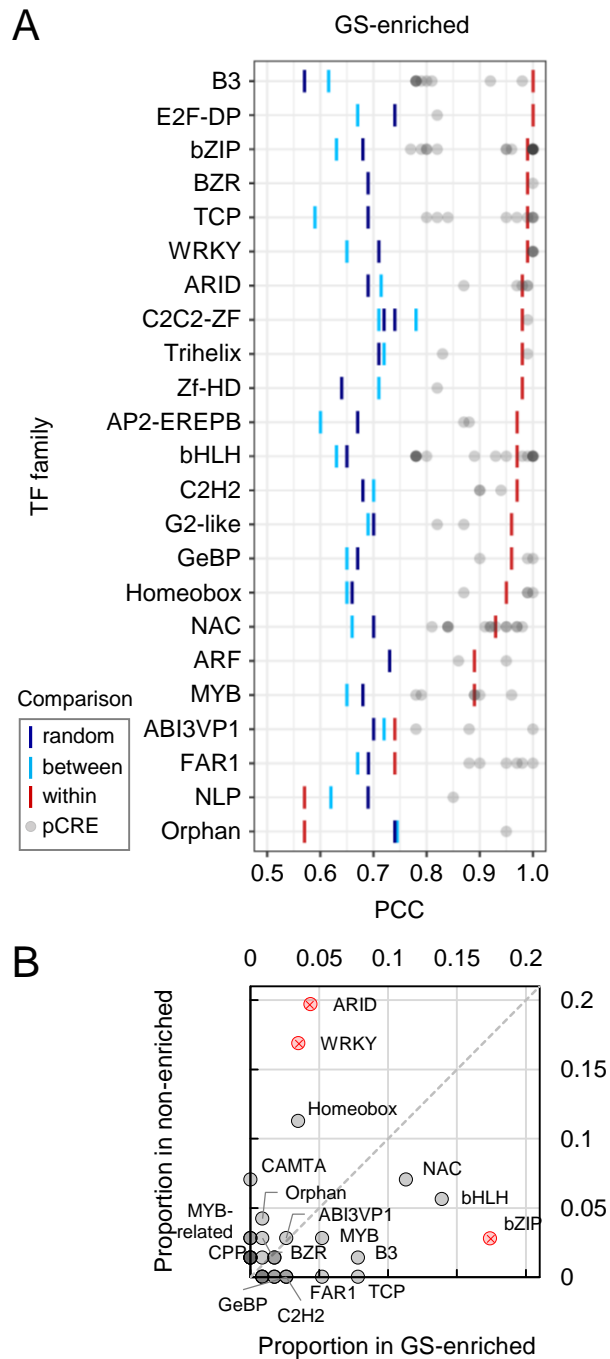 A
GS-enriched
TF family
B3
E2F-DP
bZIP
BZR
TCP
WRKY
ARID
C2C2-ZF
Trihelix
Zf-HD
AP2-EREPB
bHLH
C2H2
G2-like
GeBP
Homeobox
NAC
ARF
MYB
ABI3VP1
FAR1
NLP
Orphan
Comparison
random
between
within
pCRE
0.5 0.6 0.7 0.8 0.9 1.0
PCC
B
0 0.05 0.1 0.15 0.2
Proportion in non-enriched
0.2
0.15
0.1
0.05
0
ARID
WRKY
Homeobox
CAMTA
NAC
Orphan
bHLH
MYB-
related
ABI3VP1
MYB
bZIP
CPP
BZR
B3
GeBP
C2H2
FAR1
TCP
Proportion in GS-enriched